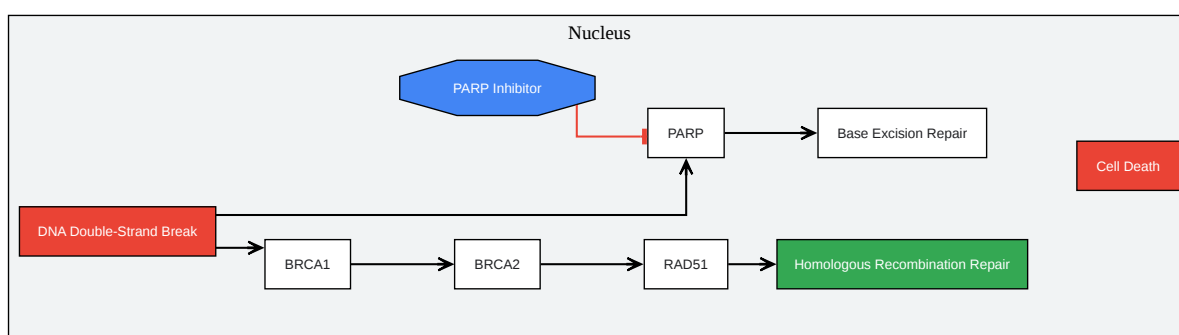 Nucleus
PARP Inhibitor
PARP
Base Excision Repair
Cell Death
DNA Double-Strand Break
BRCA1
BRCA2
RAD51
Homologous Recombination Repair